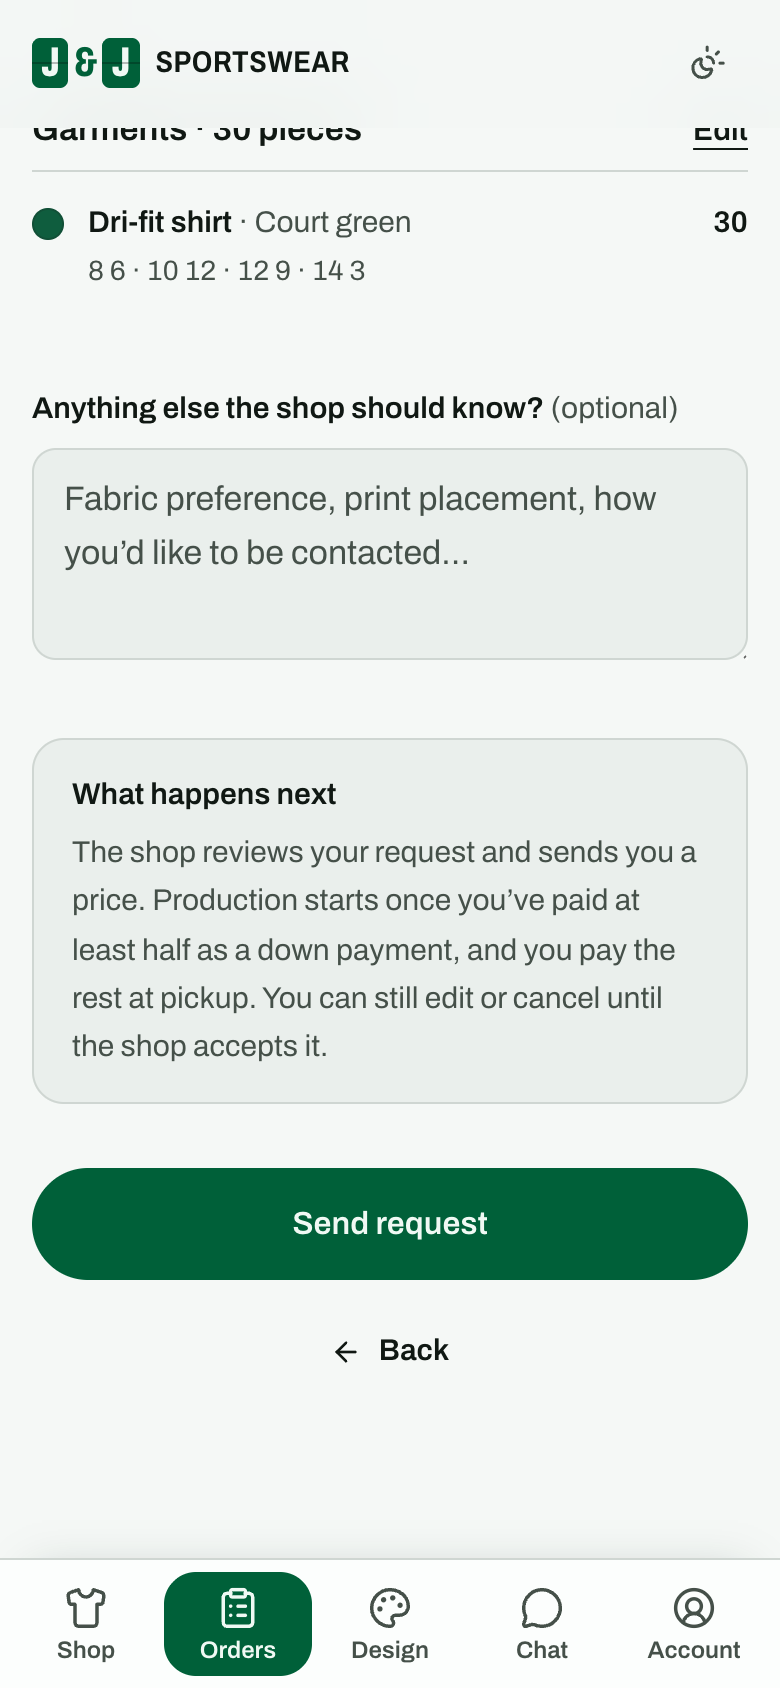 J & J SPORTSWEAR
Garments · 30 pieces Edit
Dri-fit shirt · Court green 30
8 6 · 10 12 · 12 9 · 14 3
Anything else the shop should know? (optional)
Fabric preference, print placement, how
you’d like to be contacted...
What happens next
The shop reviews your request and sends you a
price. Production starts once you’ve paid at
least half as a down payment, and you pay the
rest at pickup. You can still edit or cancel until
the shop accepts it.
Send request
← Back
Shop Orders Design Chat Account